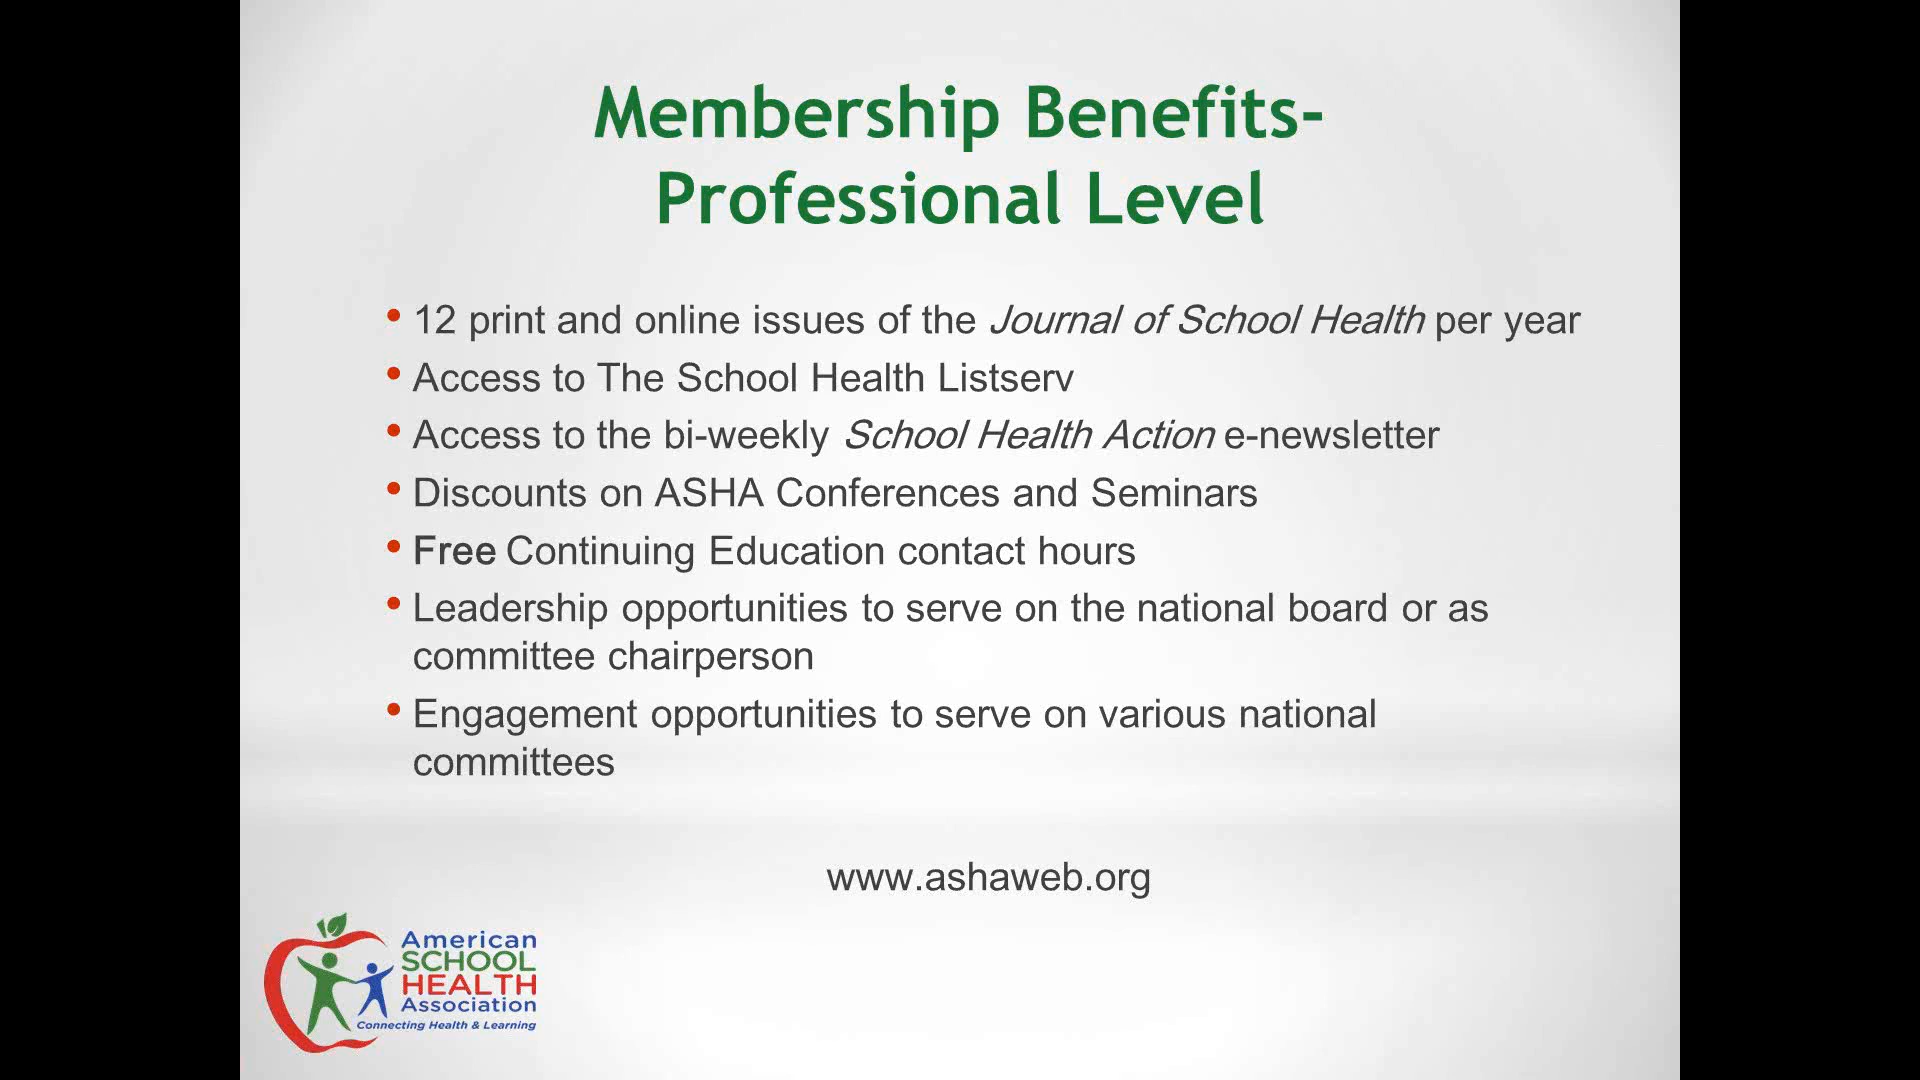 Membership Benefits-
Professional Level
• 12 print and online issues of the Journal of School Health per year
• Access to The School Health Listserv
• Access to the bi-weekly School Health Action e-newsletter
• Discounts on ASHA Conferences and Seminars
• Free Continuing Education contact hours
• Leadership opportunities to serve on the national board or as
committee chairperson
• Engagement opportunities to serve on various national
committees
www.ashaweb.org
American
SCHOOL
HEALTH
Association
Connecting Health & Learning